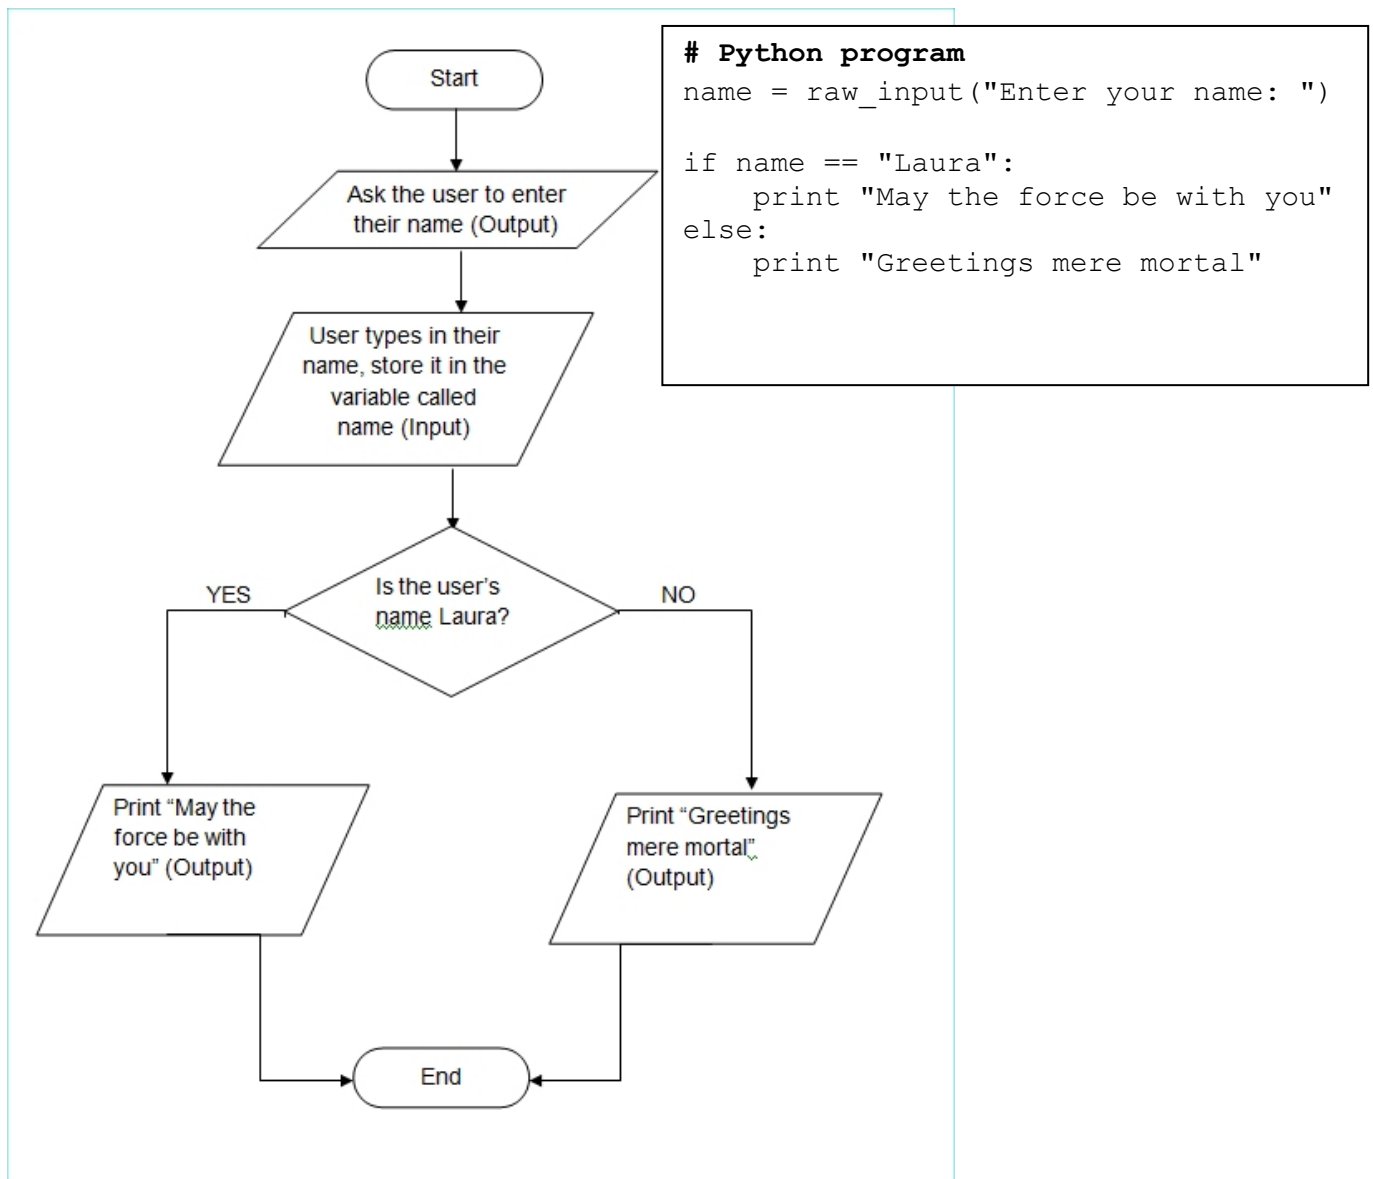 Start
Ask the user to enter
their name (Output)
User types in their
name, store it in the
variable called
name (Input)
Is the user’s
name Laura?
YES
NO
Print “May the
force be with
you” (Output)
Print “Greetings
mere mortal”
(Output)
End
# Python program
name = raw_input("Enter your name: ")
if name == "Laura":
    print "May the force be with you"
else:
    print "Greetings mere mortal"